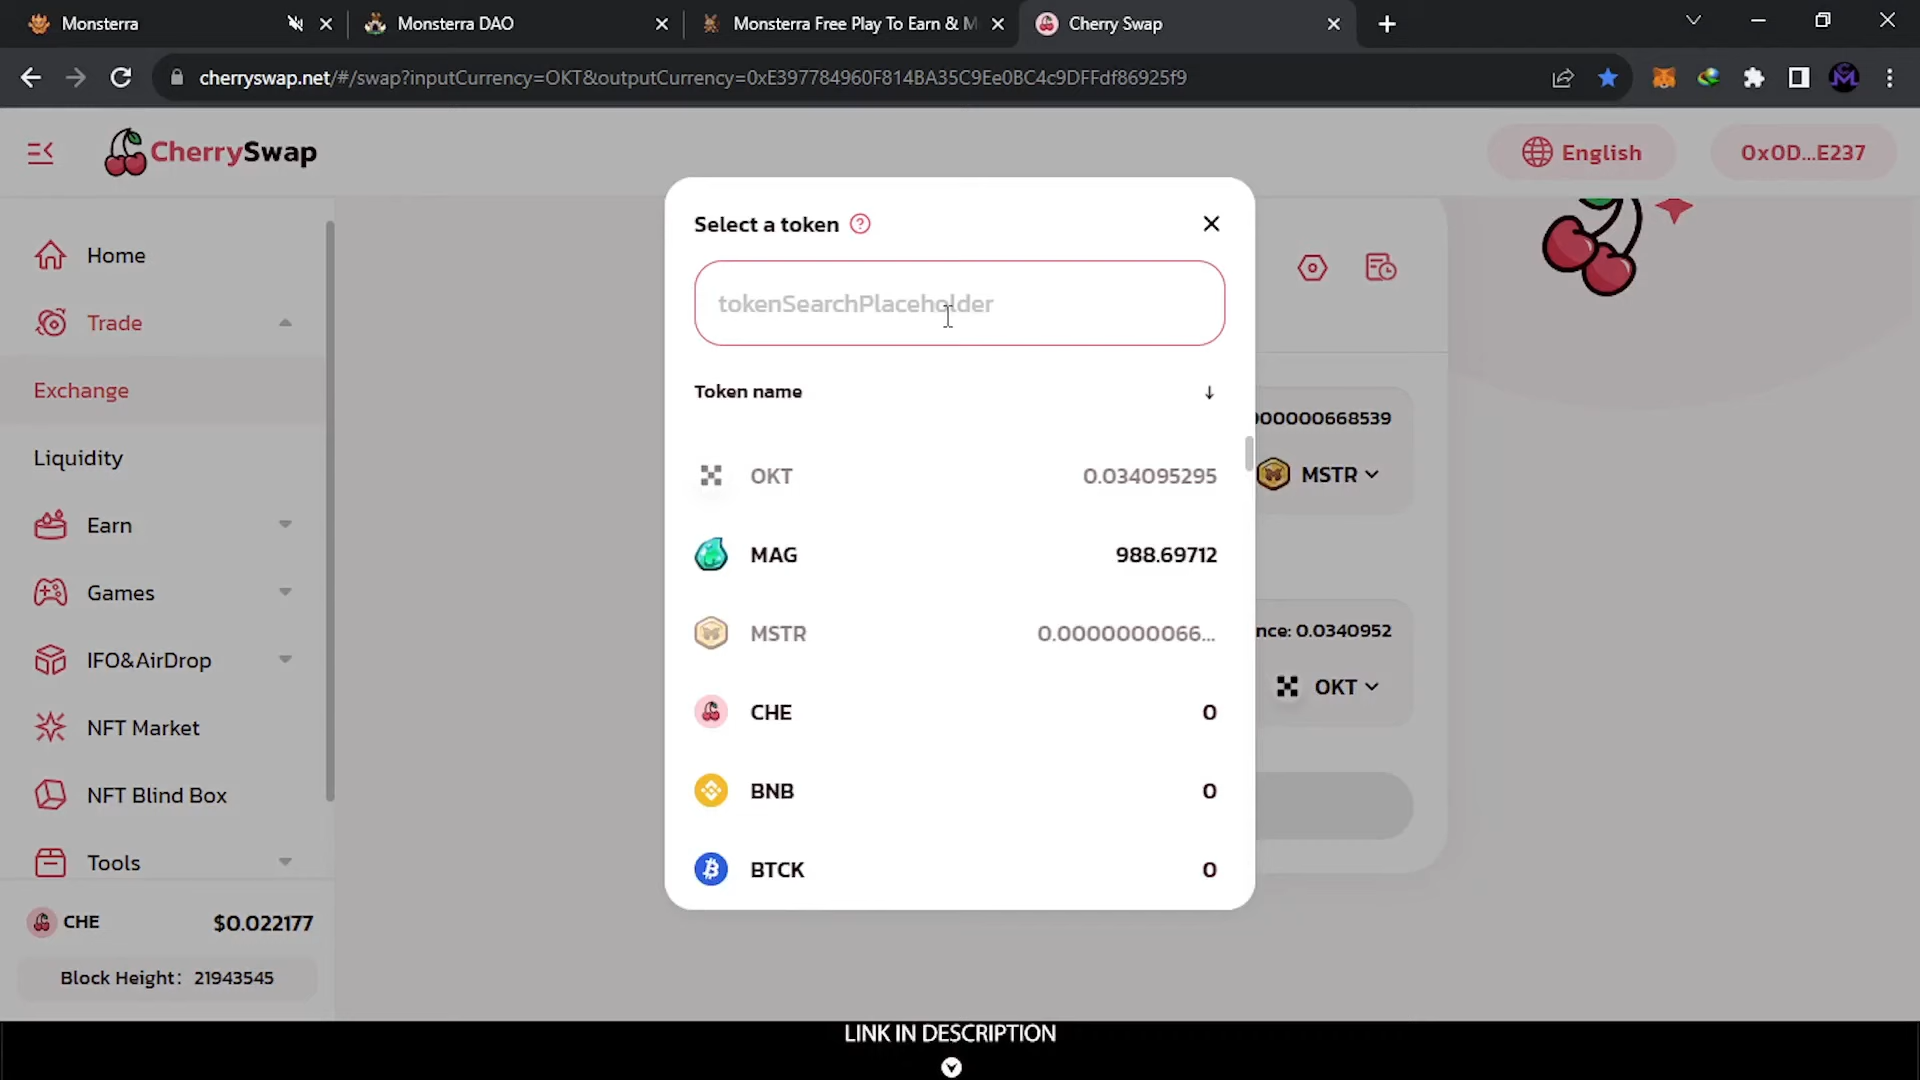 Monsterra
Monsterra DAO
Monsterra Free Play To Earn & M
Cherry Swap
cherryswap.net/#/swap?inputCurrency=OKT&outputCurrency=0xE397784960F814BA35C9Ee0BC4c9DFFdf86925f9
CherrySwap
English
0x0D...E237
Home
Trade
Exchange
Liquidity
Earn
Games
IFO&AirDrop
NFT Market
NFT Blind Box
Tools
CHE $0.022177
Block Height: 21943545
Select a token
tokenSearchPlaceholder
Token name
OKT 0.034095295
MAG 988.69712
MSTR 0.0000000066...
CHE 0
BNB 0
BTCK 0
000000668539
MSTR
nce: 0.0340952
OKT
LINK IN DESCRIPTION